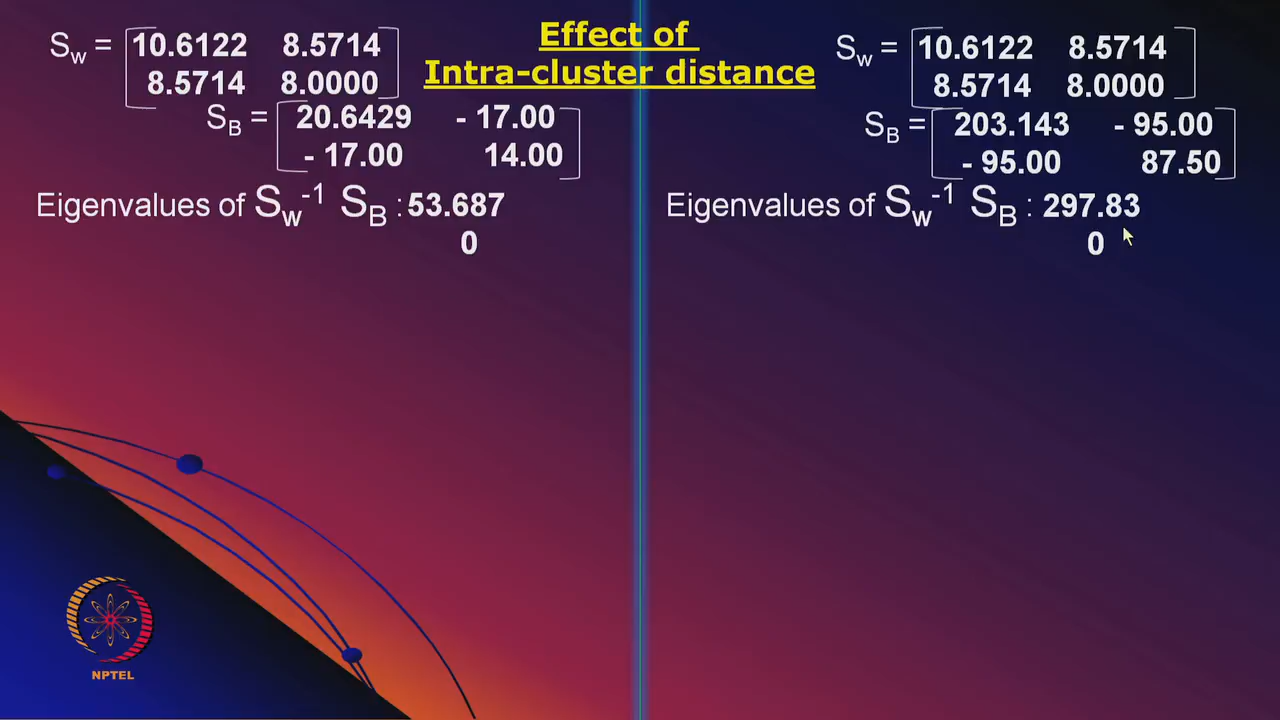 Effect of
Intra-cluster distance
Sw = 10.6122 8.5714
8.5714 8.0000
SB = 20.6429 - 17.00
- 17.00 14.00
Eigenvalues of Sw-1 SB : 53.687
0
Sw = 10.6122 8.5714
8.5714 8.0000
SB = 203.143 - 95.00
- 95.00 87.50
Eigenvalues of Sw-1 SB : 297.83
0
NPTEL